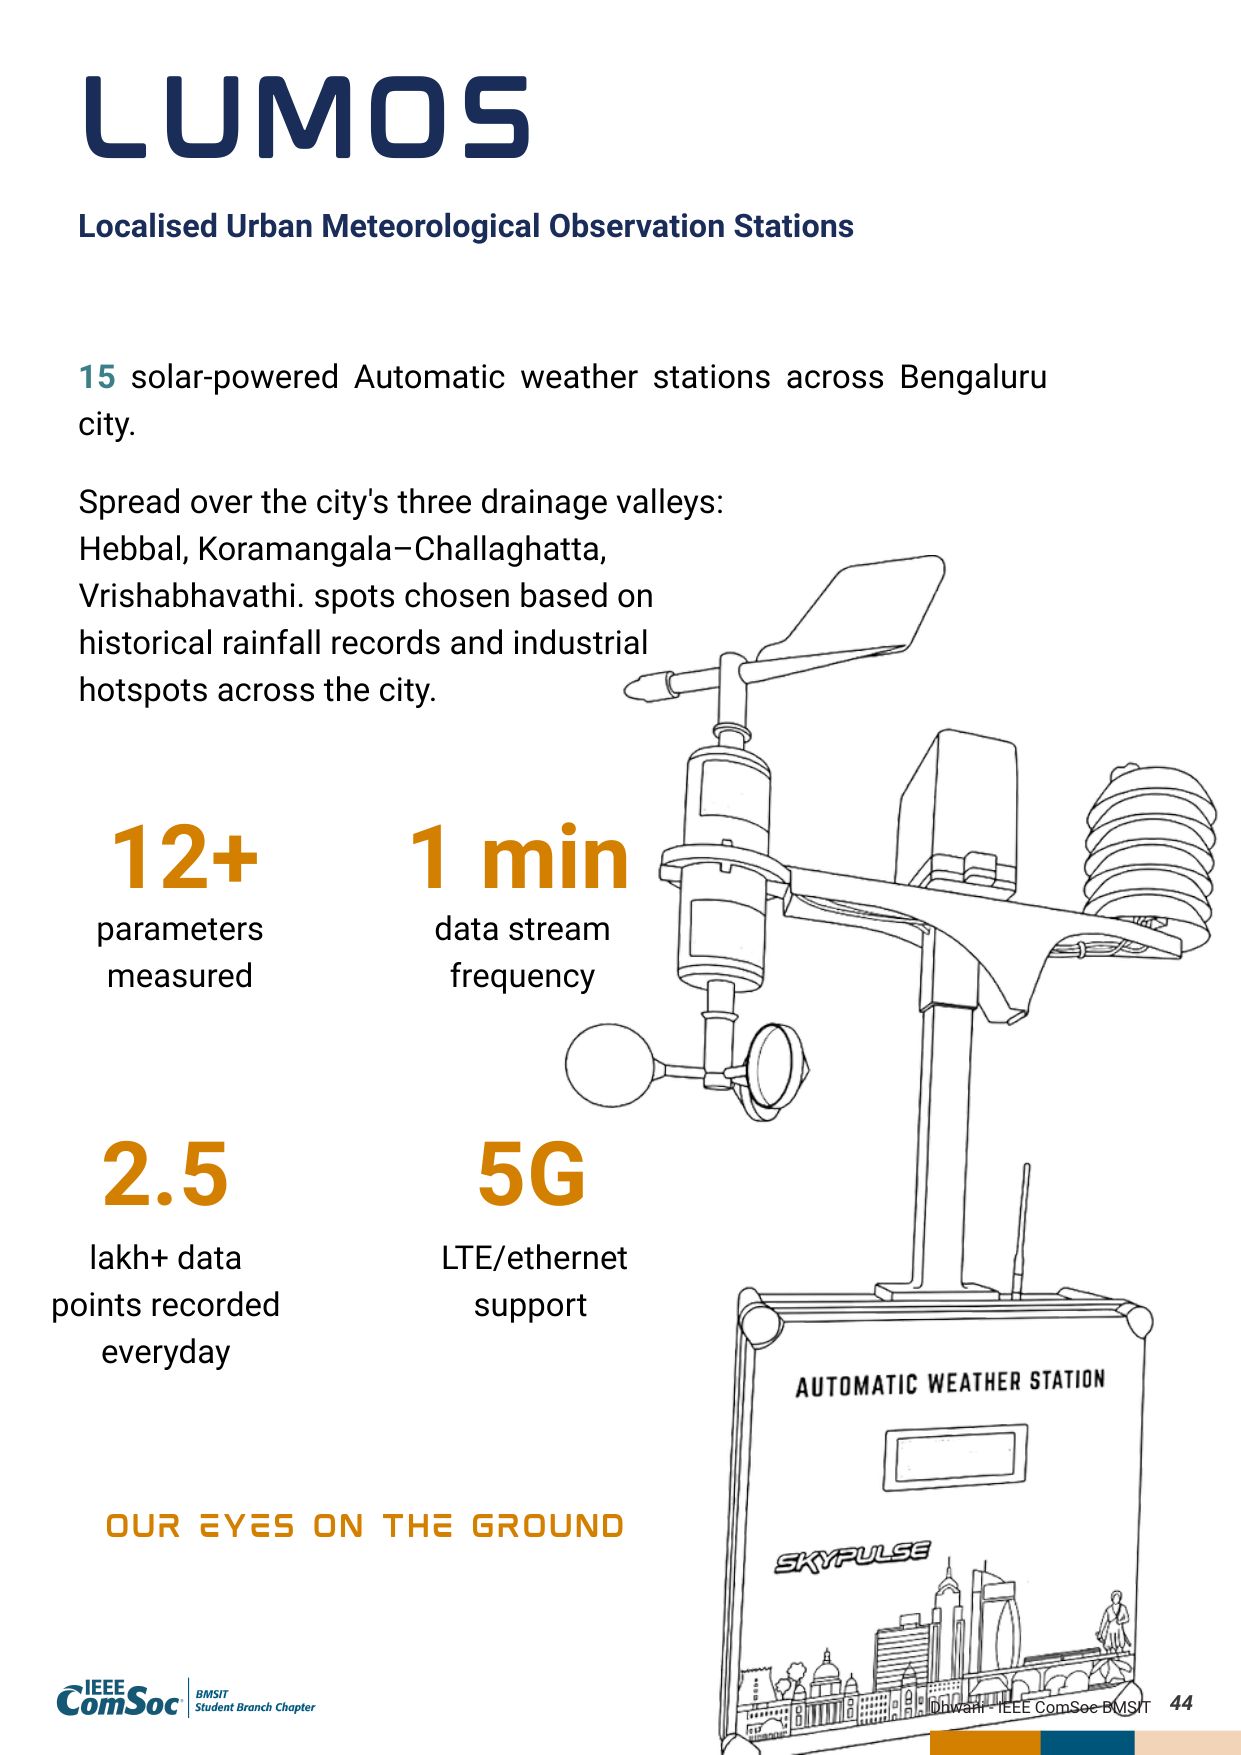 LUMOS
Localised Urban Meteorological Observation Stations
15 solar-powered Automatic weather stations across Bengaluru
city.
Spread over the city's three drainage valleys:
Hebbal, Koramangala–Challaghatta,
Vrishabhavathi. spots chosen based on
historical rainfall records and industrial
hotspots across the city.
12+
parameters
measured
1 min
data stream
frequency
2.5
lakh+ data
points recorded
everyday
5G
LTE/ethernet
support
AUTOMATIC WEATHER STATION
SKYPULSE
OUR EYES ON THE GROUND
IEEE
ComSoc
BMSIT
Student Branch Chapter
Dhwani - IEEE ComSoc BMSIT
44